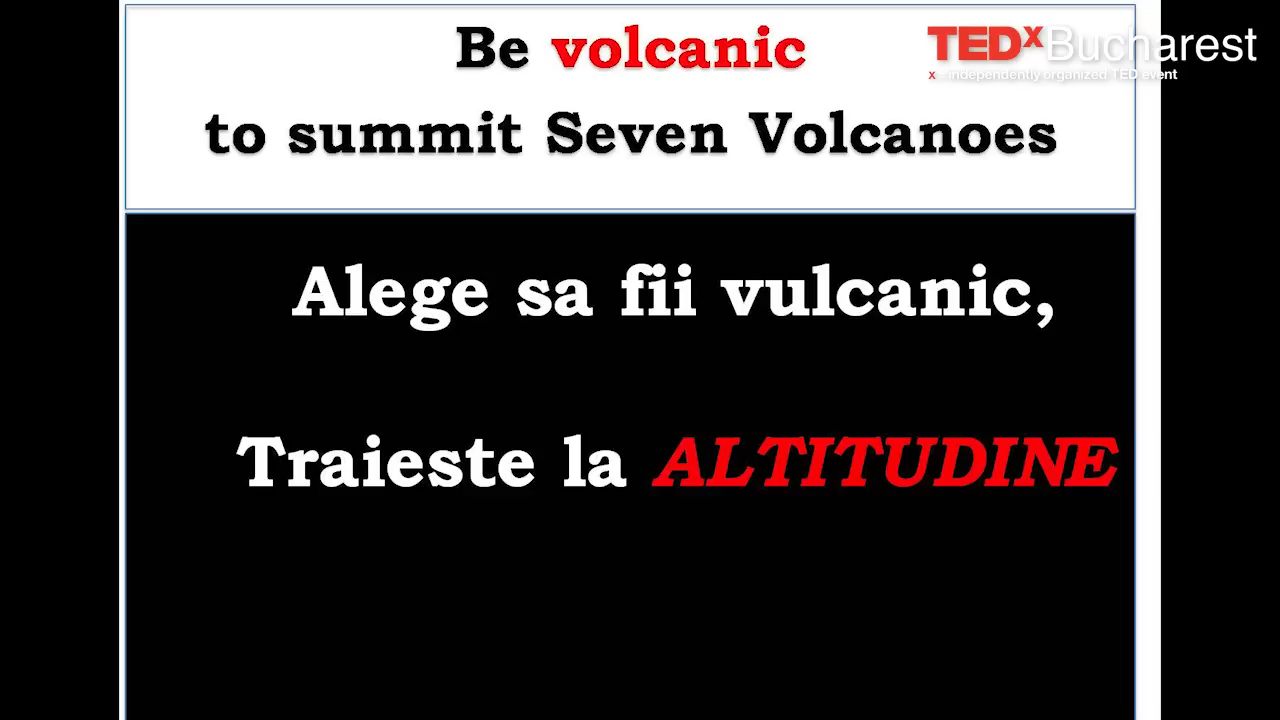 Be volcanic
to summit Seven Volcanoes
TEDxBucharest
x = independently organized TED event
Alege sa fii vulcanic,
Traieste la ALTITUDINE